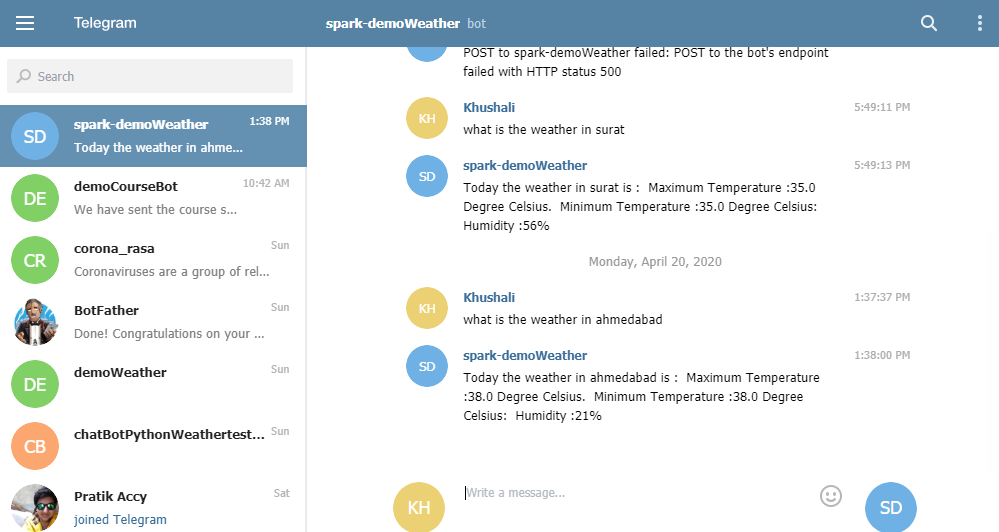 Telegram
spark-demoWeather bot
Search
SD
spark-demoWeather 1:38 PM
Today the weather in ahme...
DE
demoCourseBot 10:42 AM
We have sent the course s...
CR
corona_rasa Sun
Coronaviruses are a group of rel...
BotFather Sun
Done! Congratulations on your ...
DE
demoWeather Sun
CB
chatBotPythonWeathertest... Sun
Pratik Accy Sat
joined Telegram
POST to spark-demoWeather failed: POST to the bot's endpoint
failed with HTTP status 500
KH
Khushali 5:49:11 PM
what is the weather in surat
SD
spark-demoWeather 5:49:13 PM
Today the weather in surat is :  Maximum Temperature :35.0
Degree Celsius.  Minimum Temperature :35.0 Degree Celsius:
Humidity :56%
Monday, April 20, 2020
KH
Khushali 1:37:37 PM
what is the weather in ahmedabad
SD
spark-demoWeather 1:38:00 PM
Today the weather in ahmedabad is :  Maximum Temperature
:38.0 Degree Celsius.  Minimum Temperature :38.0 Degree
Celsius:  Humidity :21%
KH
Write a message...
SD